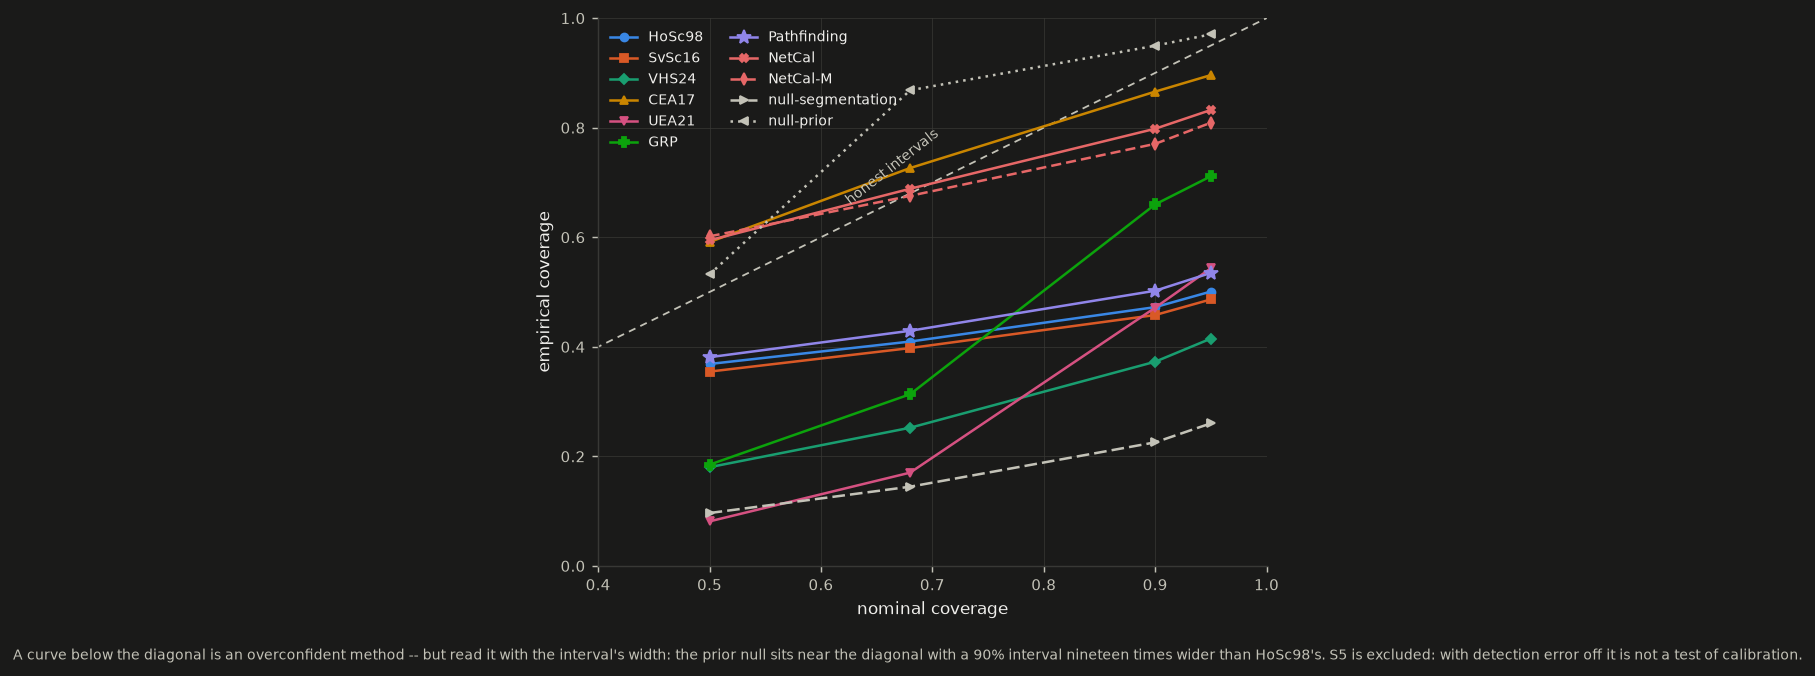 1.0
0.8
0.6
0.4
0.2
0.0
empirical coverage
HoSc98
SvSc16
VHS24
CEA17
UEA21
GRP
Pathfinding
NetCal
NetCal-M
null-segmentation
null-prior
honest intervals
0.4 0.5 0.6 0.7 0.8 0.9 1.0
nominal coverage
A curve below the diagonal is an overconfident method -- but read it with the interval's width: the prior null sits near the diagonal with a 90% interval nineteen times wider than HoSc98's. S5 is excluded: with detection error off it is not a test of calibration.